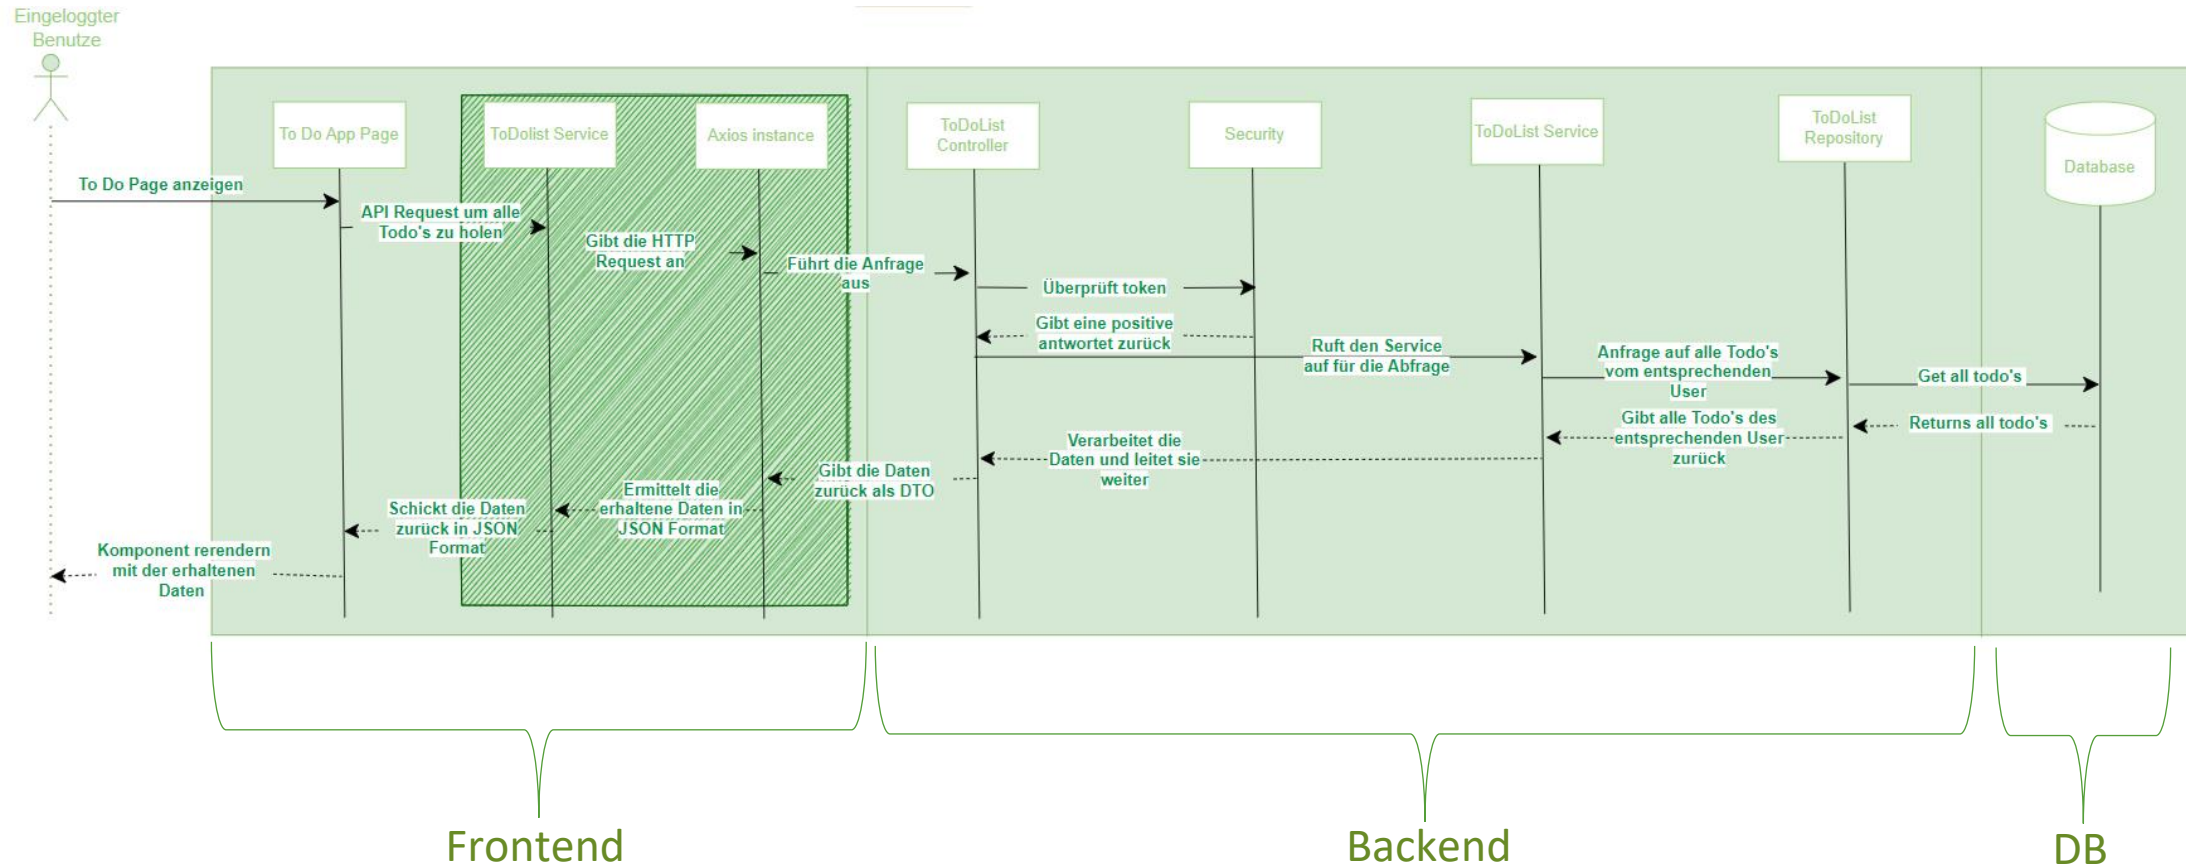 Eingeloggter
Benutze
To Do App Page
ToDolist Service
Axios instance
ToDoList
Controller
Security
ToDoList Service
ToDoList
Repository
Database
To Do Page anzeigen
API Request um alle
Todo's zu holen
Gibt die HTTP
Request an
Führt die Anfrage
aus
Überprüft token
Gibt eine positive
antwortet zurück
Ruft den Service
auf für die Abfrage
Anfrage auf alle Todo's
vom entsprechenden
User
Get all todo's
Returns all todo's
Gibt alle Todo's des
entsprechenden User
zurück
Verarbeitet die
Daten und leitet sie
weiter
Gibt die Daten
zurück als DTO
Ermittelt die
erhaltene Daten in
JSON Format
Schickt die Daten
zurück in JSON
Format
Komponent rerendern
mit der erhaltenen
Daten
Frontend
Backend
DB